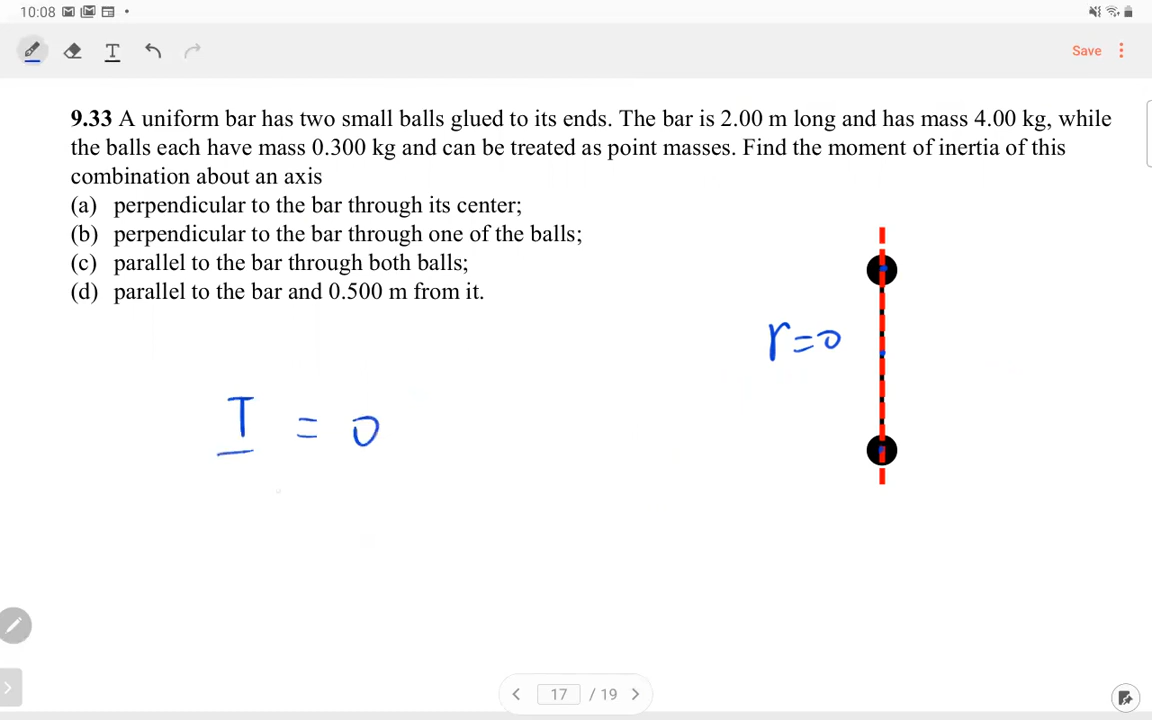 10:08
Save
9.33 A uniform bar has two small balls glued to its ends. The bar is 2.00 m long and has mass 4.00 kg, while
the balls each have mass 0.300 kg and can be treated as point masses. Find the moment of inertia of this
combination about an axis
(a) perpendicular to the bar through its center;
(b) perpendicular to the bar through one of the balls;
(c) parallel to the bar through both balls;
(d) parallel to the bar and 0.500 m from it.
r=0
I = 0
17 / 19